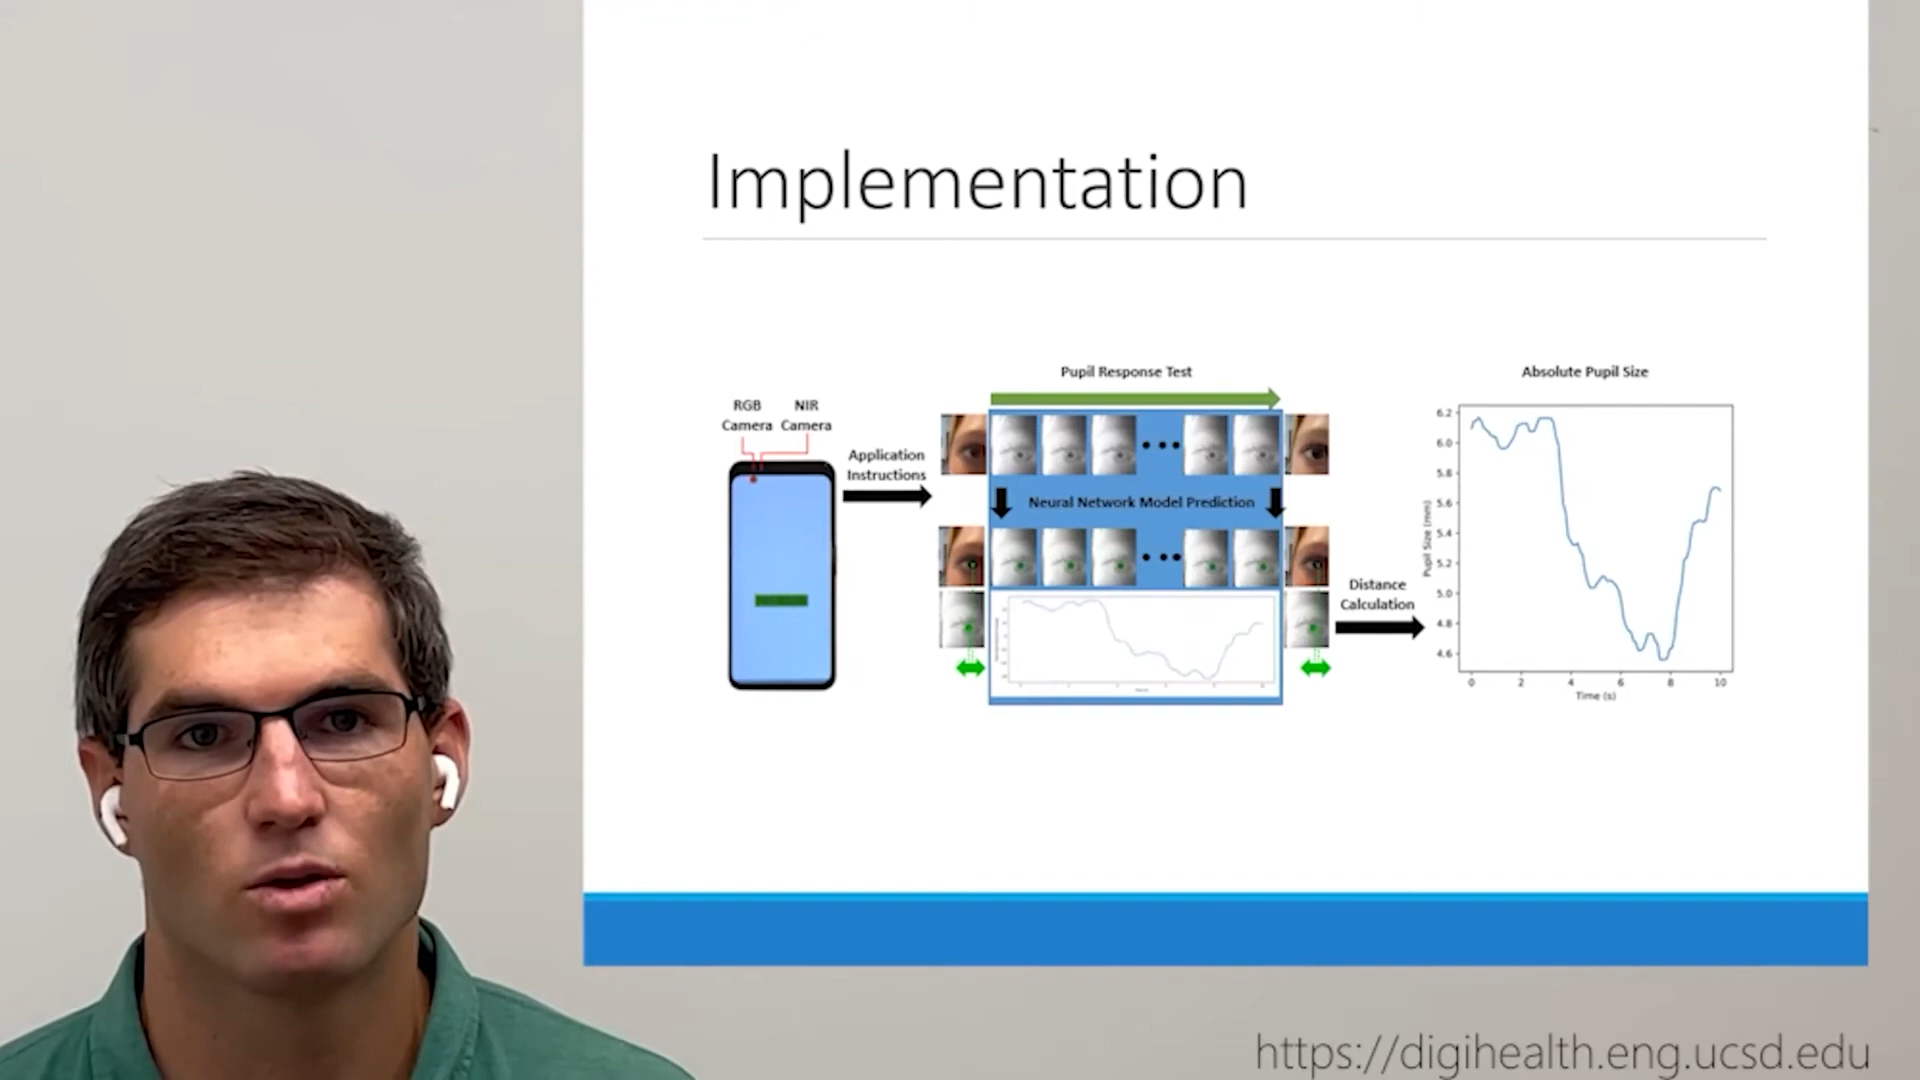 Implementation
Pupil Response Test
Absolute Pupil Size
RGB
Camera
NIR
Camera
Application
Instructions
Neural Network Model Prediction
Distance
Calculation
Pupil Size (mm)
6.2
6.0
5.8
5.6
5.4
5.2
5.0
4.8
4.6
0 2 4 6 8 10
Time (s)
https://digihealth.eng.ucsd.edu